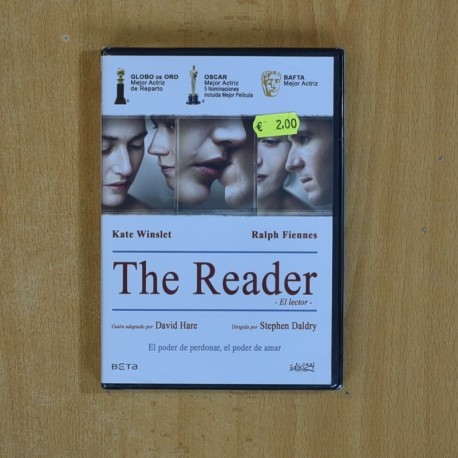 GLOBO DE ORO
Mejor Actriz
de Reparto
OSCAR
Mejor Actriz
5 Nominaciones
incluida Mejor Película
BAFTA
Mejor Actriz
€ 2,00
Kate Winslet
Ralph Fiennes
The Reader
- El lector -
Guión adaptado por David Hare
Dirigida por Stephen Daldry
El poder de perdonar, el poder de amar
BETA
divisa